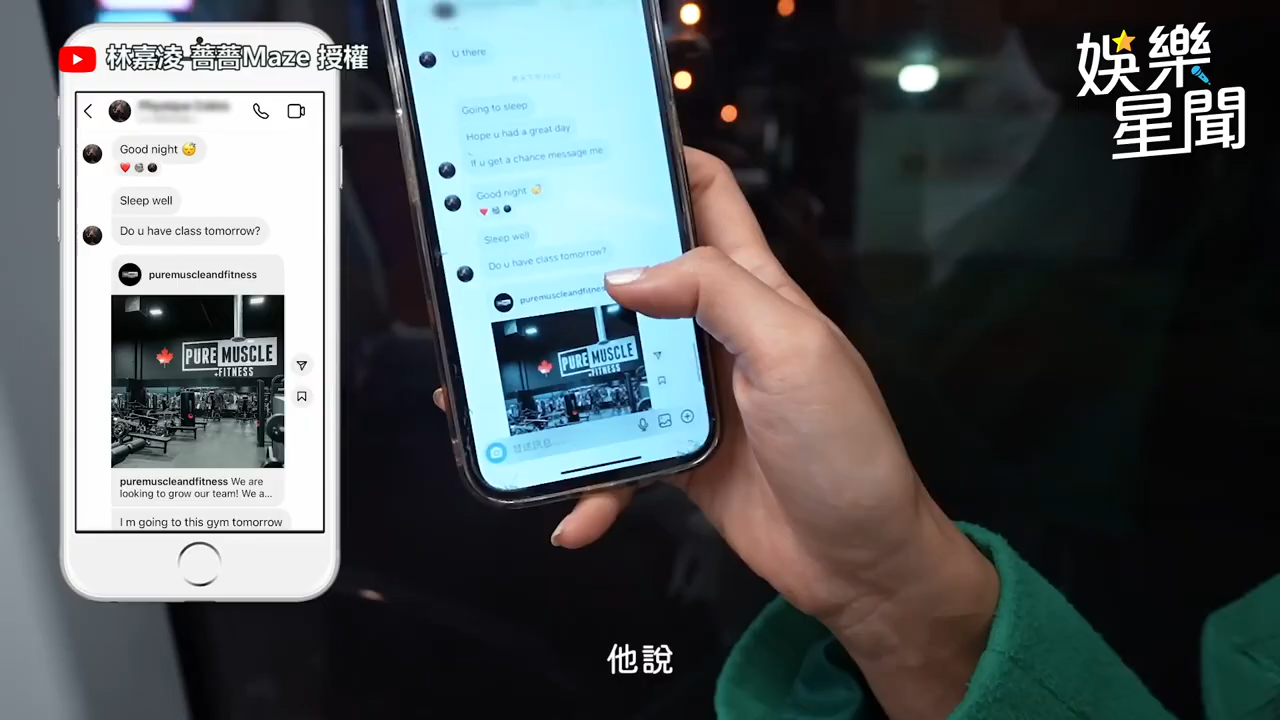 林嘉淩-薔薔Maze 授權
Good night 😴
Sleep well
Do u have class tomorrow?
puremuscleandfitness
PURE MUSCLE
+FITNESS
puremuscleandfitness We are
looking to grow our team! We a...
I m going to this gym tomorrow
U there
Going to sleep
Hope u had a great day
If u get a chance message me
Good night 😴
Sleep well
Do u have class tomorrow?
puremuscleandfitnes
PURE MUSCLE
+FITNESS
娛樂
星聞
他說